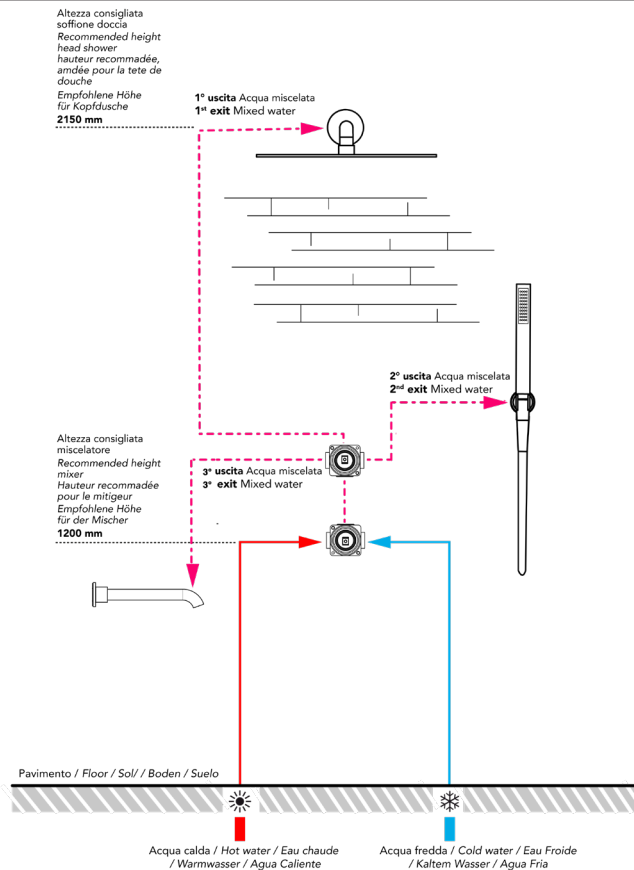 Altezza consigliata
soffione doccia
Recommended height
head shower
hauteur recommadée,
amdée pour la tete de
douche
Empfohlene Höhe
für Kopfdusche
2150 mm
1° uscita Acqua miscelata
1st exit Mixed water
2° uscita Acqua miscelata
2nd exit Mixed water
Altezza consigliata
miscelatore
Recommended height
mixer
Hauteur recommadée
pour le mitigeur
Empfohlene Höhe
für der Mischer
1200 mm
3° uscita Acqua miscelata
3° exit Mixed water
Pavimento / Floor / Sol/ / Boden / Suelo
Acqua calda / Hot water / Eau chaude
/ Warmwasser / Agua Caliente
Acqua fredda / Cold water / Eau Froide
/ Kaltem Wasser / Agua Fria